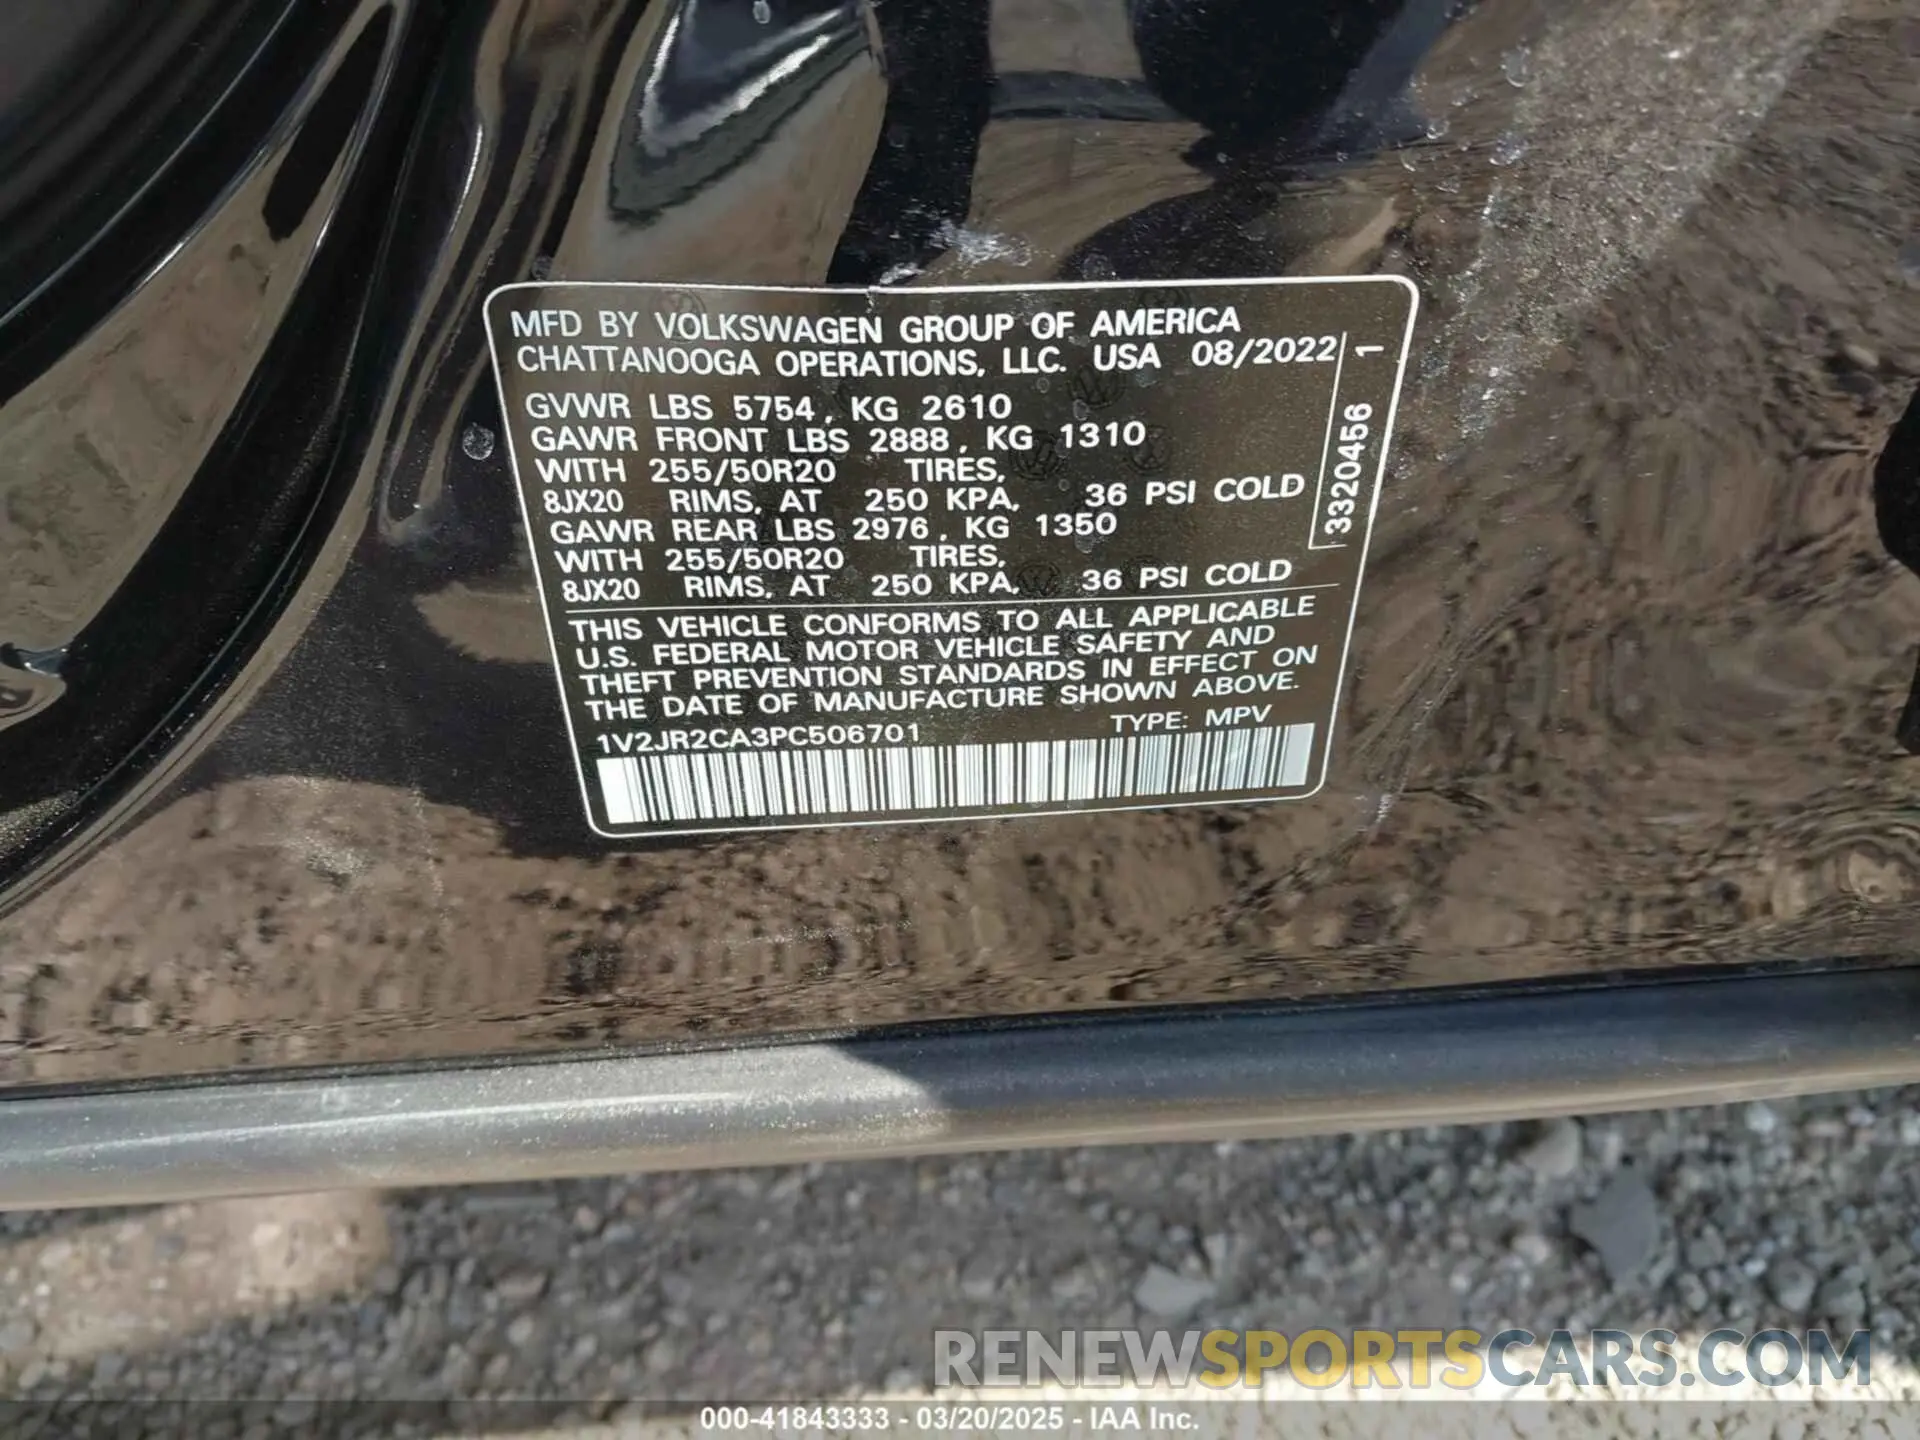 MFD BY VOLKSWAGEN GROUP OF AMERICA
CHATTANOOGA OPERATIONS, LLC. USA 08/2022
GVWR LBS 5754, KG 2610
GAWR FRONT LBS 2888, KG 1310
WITH 255/50R20 TIRES,
8JX20 RIMS, AT 250 KPA, 36 PSI COLD
GAWR REAR LBS 2976, KG 1350
WITH 255/50R20 TIRES,
8JX20 RIMS, AT 250 KPA, 36 PSI COLD
THIS VEHICLE CONFORMS TO ALL APPLICABLE
U.S. FEDERAL MOTOR VEHICLE SAFETY AND
THEFT PREVENTION STANDARDS IN EFFECT ON
THE DATE OF MANUFACTURE SHOWN ABOVE.
1V2JR2CA3PC506701 TYPE: MPV
3320456 1
RENEWSPORTSCARS.COM
000-41843333 - 03/20/2025 - IAA Inc.